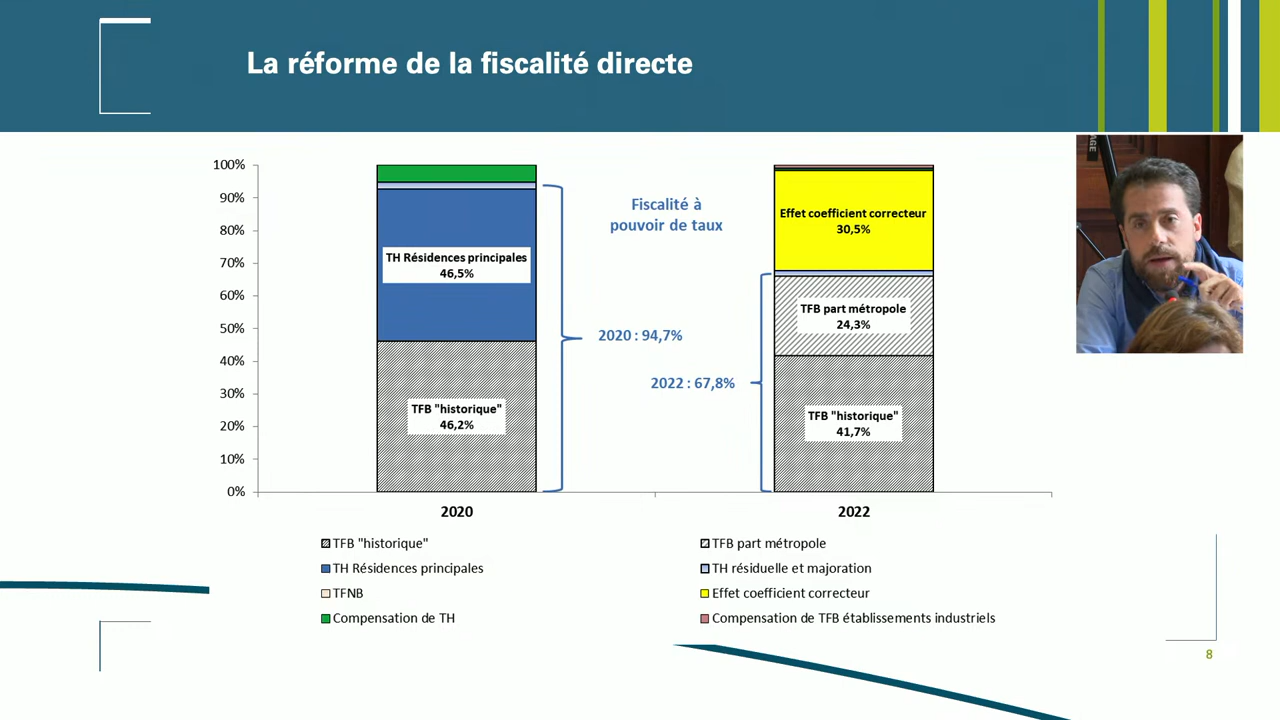 La réforme de la fiscalité directe
AGE
100%
90%
80%
70%
60%
50%
40%
30%
20%
10%
0%
TH Résidences principales
46,5%
TFB "historique"
46,2%
Fiscalité à
pouvoir de taux
2020 : 94,7%
2022 : 67,8%
Effet coefficient correcteur
30,5%
TFB part métropole
24,3%
TFB "historique"
41,7%
2020
2022
TFB "historique"
TFB part métropole
TH Résidences principales
TH résiduelle et majoration
TFNB
Effet coefficient correcteur
Compensation de TH
Compensation de TFB établissements industriels
8